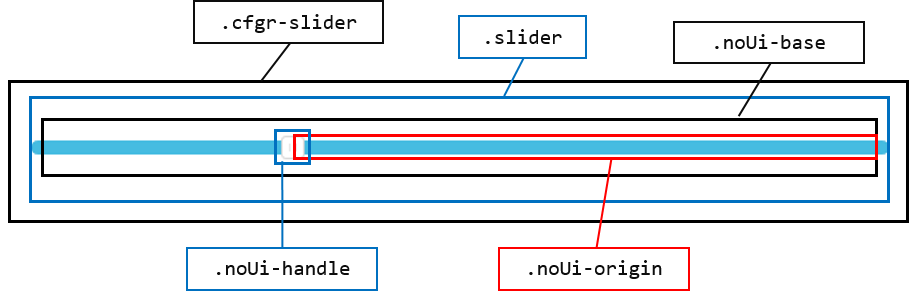 .cfgr-slider
.slider
.noUi-base
.noUi-handle
.noUi-origin